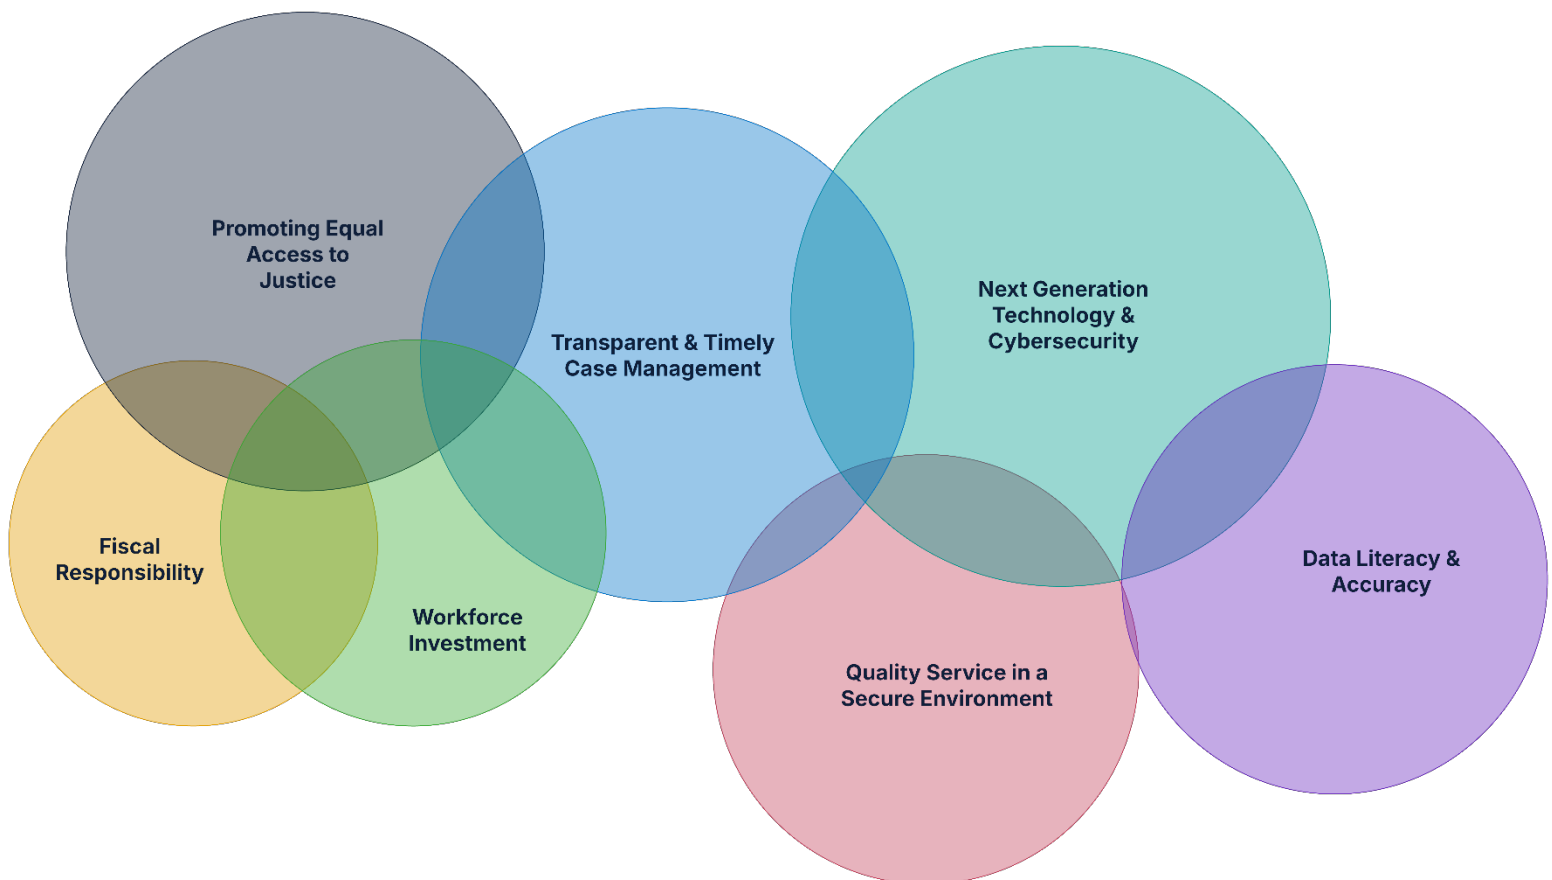 Promoting Equal
Access to
Justice
Transparent & Timely
Case Management
Next Generation
Technology &
Cybersecurity
Fiscal
Responsibility
Workforce
Investment
Quality Service in a
Secure Environment
Data Literacy &
Accuracy